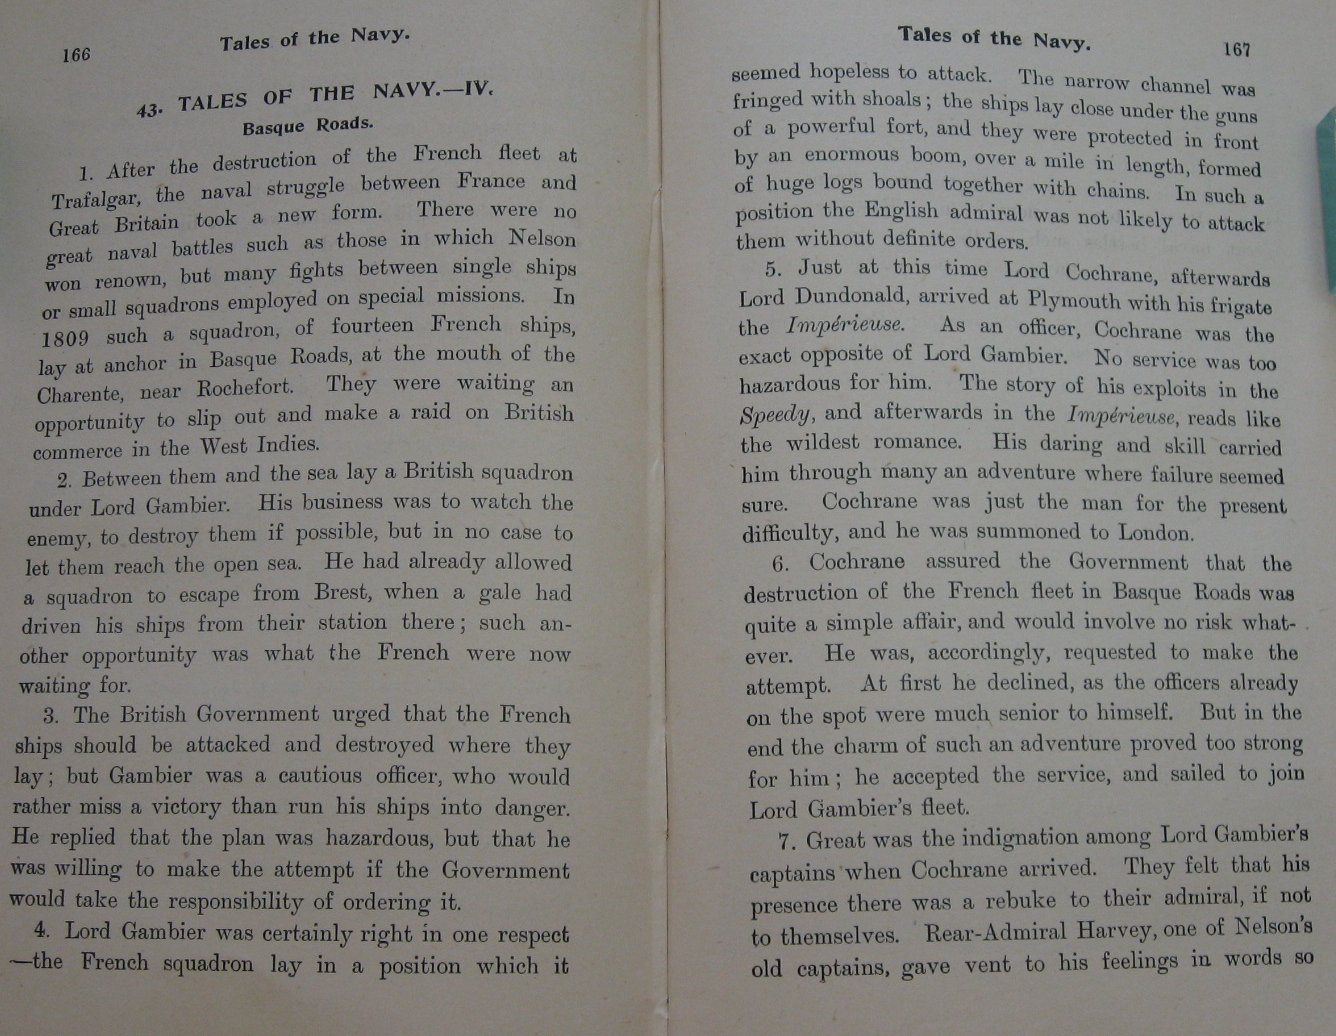 166
Tales of the Navy.
43. TALES OF THE NAVY.—IV.
Basque Roads.
1. After the destruction of the French fleet at
Trafalgar, the naval struggle between France and
Great Britain took a new form. There were no
great naval battles such as those in which Nelson
won renown, but many fights between single ships
or small squadrons employed on special missions. In
1809 such a squadron, of fourteen French ships,
lay at anchor in Basque Roads, at the mouth of the
Charente, near Rochefort. They were waiting an
opportunity to slip out and make a raid on British
commerce in the West Indies.
2. Between them and the sea lay a British squadron
under Lord Gambier. His business was to watch the
enemy, to destroy them if possible, but in no case to
let them reach the open sea. He had already allowed
a squadron to escape from Brest, when a gale had
driven his ships from their station there; such an-
other opportunity was what the French were now
waiting for.
3. The British Government urged that the French
ships should be attacked and destroyed where they
lay; but Gambier was a cautious officer, who would
rather miss a victory than run his ships into danger.
He replied that the plan was hazardous, but that he
was willing to make the attempt if the Government
would take the responsibility of ordering it.
4. Lord Gambier was certainly right in one respect
—the French squadron lay in a position which it
Tales of the Navy.
167
seemed hopeless to attack. The narrow channel was
fringed with shoals; the ships lay close under the guns
of a powerful fort, and they were protected in front
by an enormous boom, over a mile in length, formed
of huge logs bound together with chains. In such a
position the English admiral was not likely to attack
them without definite orders.
5. Just at this time Lord Cochrane, afterwards
Lord Dundonald, arrived at Plymouth with his frigate
the Impérieuse. As an officer, Cochrane was the
exact opposite of Lord Gambier. No service was too
hazardous for him. The story of his exploits in the
Speedy, and afterwards in the Impérieuse, reads like
the wildest romance. His daring and skill carried
him through many an adventure where failure seemed
sure. Cochrane was just the man for the present
difficulty, and he was summoned to London.
6. Cochrane assured the Government that the
destruction of the French fleet in Basque Roads was
quite a simple affair, and would involve no risk what-
ever. He was, accordingly, requested to make the
attempt. At first he declined, as the officers already
on the spot were much senior to himself. But in the
end the charm of such an adventure proved too strong
for him; he accepted the service, and sailed to join
Lord Gambier's fleet.
7. Great was the indignation among Lord Gambier's
captains when Cochrane arrived. They felt that his
presence there was a rebuke to their admiral, if not
to themselves. Rear-Admiral Harvey, one of Nelson's
old captains, gave vent to his feelings in words so